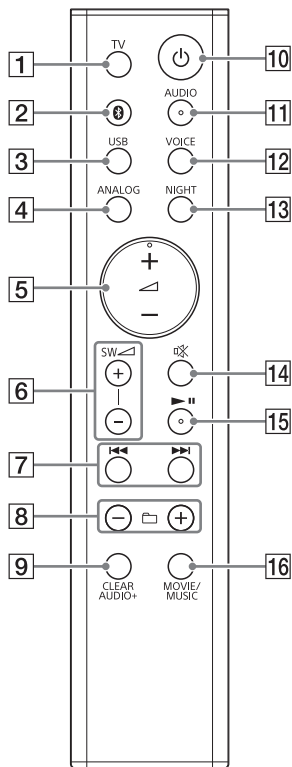 TV
1
10
2
AUDIO
11
USB
3
VOICE
12
ANALOG
4
NIGHT
13
5
+
−
SW
6
+
−
14
15
7
8
−
+
9
CLEAR
AUDIO+
MOVIE/
MUSIC
16